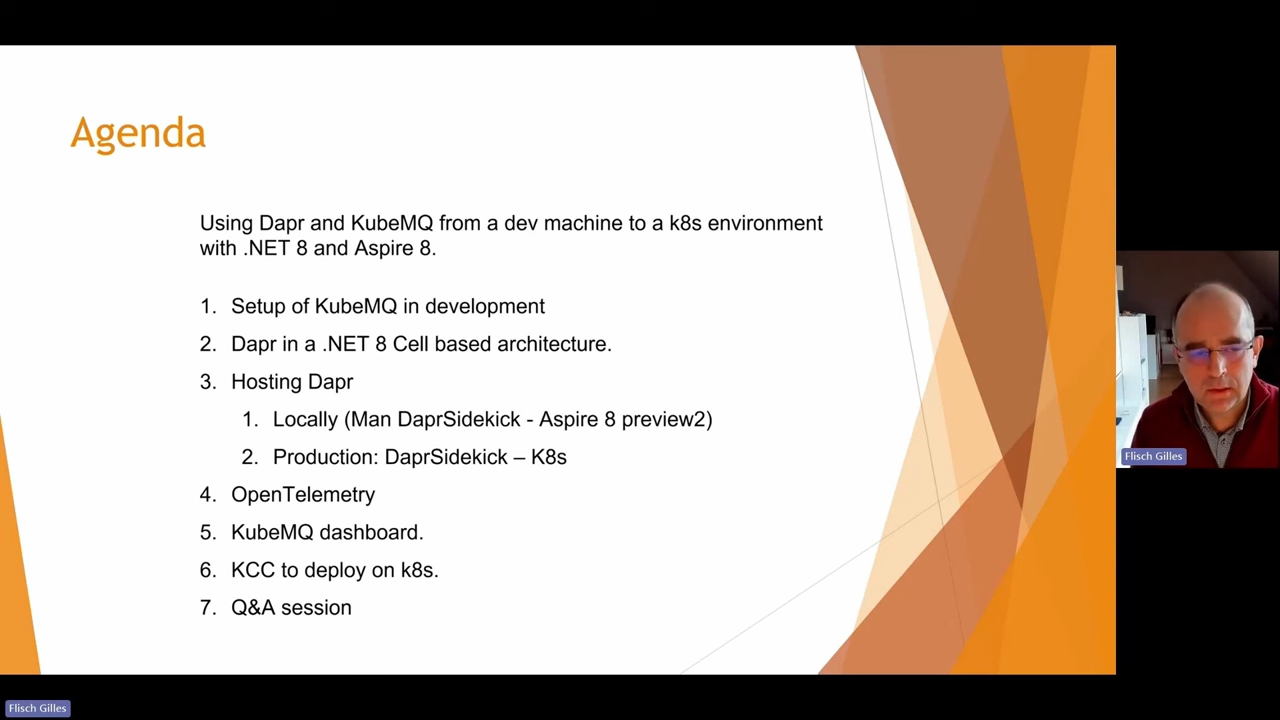 Agenda
Using Dapr and KubeMQ from a dev machine to a k8s environment
with .NET 8 and Aspire 8.
1. Setup of KubeMQ in development
2. Dapr in a .NET 8 Cell based architecture.
3. Hosting Dapr
1. Locally (Man DaprSidekick - Aspire 8 preview2)
2. Production: DaprSidekick – K8s
4. OpenTelemetry
5. KubeMQ dashboard.
6. KCC to deploy on k8s.
7. Q&A session
Flisch Gilles
Flisch Gilles